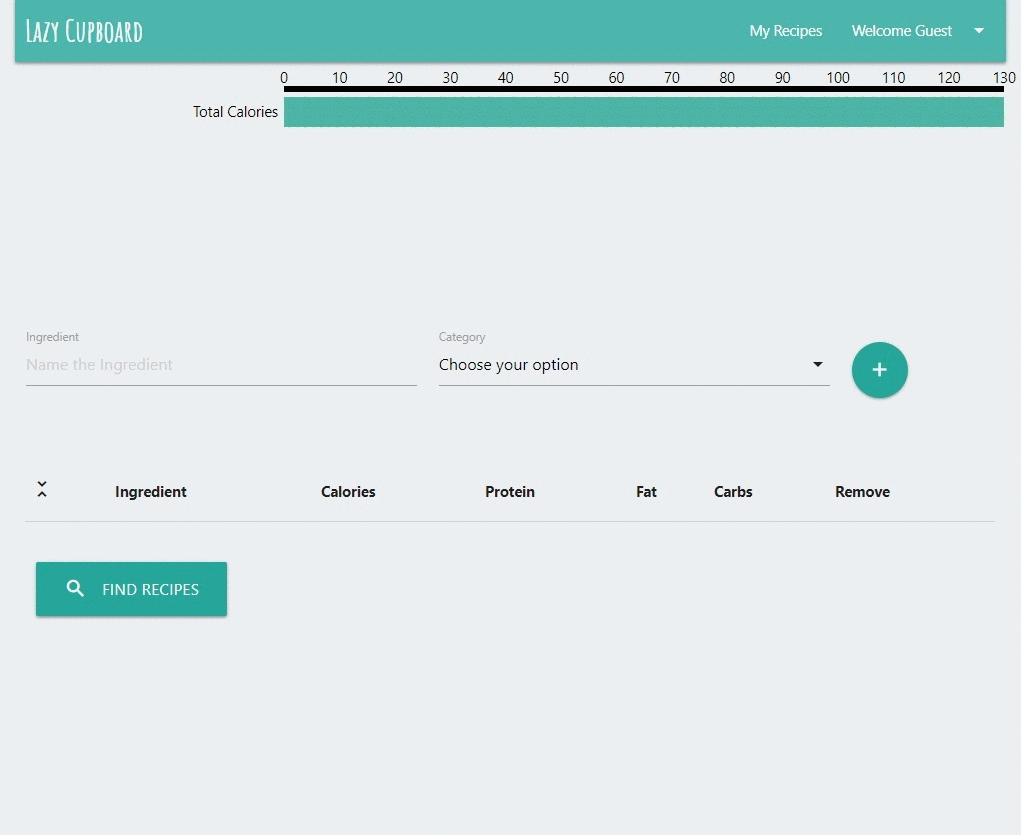 Lazy Cupboard My Recipes Welcome Guest
0 10 20 30 40 50 60 70 80 90 100 110 120 130
Total Calories
Ingredient Category
Name the Ingredient Choose your option +
Ingredient Calories Protein Fat Carbs Remove
FIND RECIPES